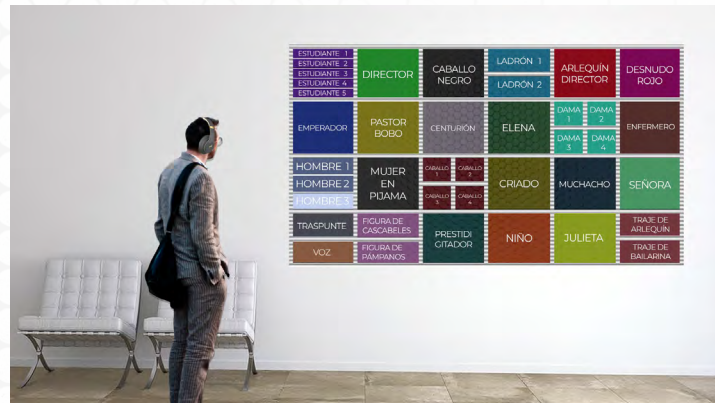 ESTUDIANTE 1
ESTUDIANTE 2
ESTUDIANTE 3
ESTUDIANTE 4
ESTUDIANTE 5
DIRECTOR
CABALLO
NEGRO
LADRÓN 1
LADRÓN 2
ARLEQUÍN
DIRECTOR
DESNUDO
ROJO
EMPERADOR
PASTOR
BOBO
CENTURIÓN
ELENA
DAMA
1
DAMA
2
DAMA
3
DAMA
4
ENFERMERO
HOMBRE 1
HOMBRE 2
HOMBRE 3
MUJER
EN
PIJAMA
CABALLO
1
CABALLO
2
CABALLO
3
CABALLO
4
CRIADO
MUCHACHO
SEÑORA
TRASPUNTE
VOZ
FIGURA DE
CASCABELES
FIGURA DE
PÁMPANOS
PRESTIDI
GITADOR
NIÑO
JULIETA
TRAJE DE
ARLEQUÍN
TRAJE DE
BAILARINA